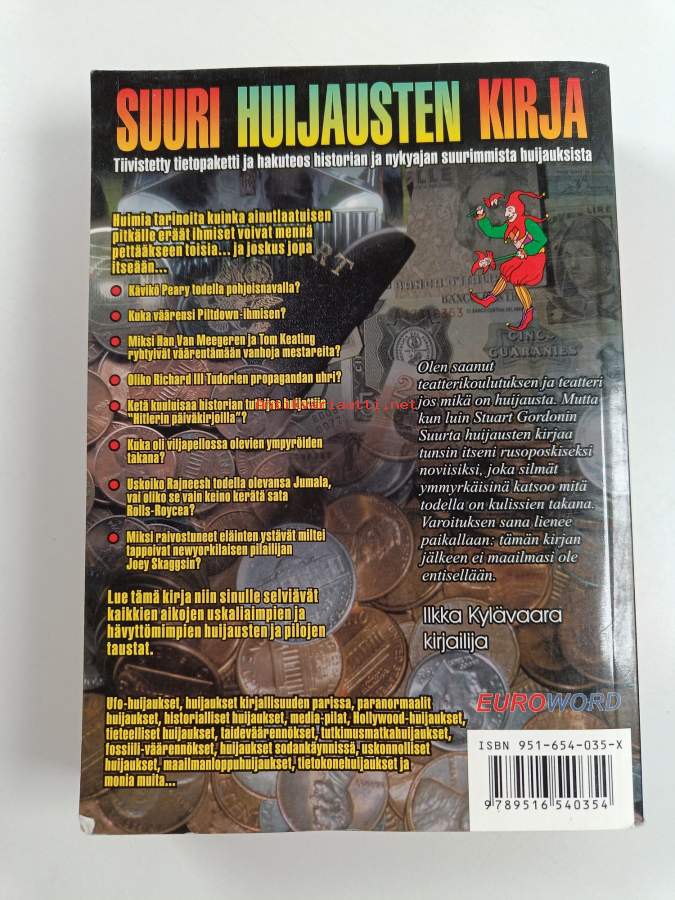 SUURI HUIJAUSTEN KIRJA
Tiivistetty tietopaketti ja hakuteos historian ja nykyajan suurimmista huijauksista
Huimia tarinoita kuinka ainutlaatuisen
pitkälle eräät ihmiset voivat mennä
pettääkseen toisia... ja joskus jopa
itseään...
Kävikö Peary todella pohjoisnavalla?
Kuka väärensi Piltdown-ihmisen?
Miksi Han Van Meegeren ja Tom Keating
ryhtyivät väärentämään vanhoja mestareita?
Oliko Richard III Tudorien propagandan uhri?
Ketä kuuluisaa historian tutkijaa huijattiin
"Hitlerin päiväkirjoilla"?
Kuka oli viljapellossa olevien ympyröiden
takana?
Uskoiko Rajneesh todella olevansa Jumala,
vai oliko se vain keino kerätä sata
Rolls-Roycea?
Miksi raivostuneet eläinten ystävät miltei
tappoivat newyorkilaisen pilailijan
Joey Skaggsin?
Lue tämä kirja niin sinulle selviävät
kaikkien aikojen uskaliaimpien ja
hävyttömimpien huijausten ja pilojen
taustat.
Ufo-huijaukset, huijaukset kirjallisuuden parissa, paranormaalit
huijaukset, historialliset huijaukset, media-pilat, Hollywood-huijaukset,
tieteelliset huijaukset, taideväärennökset, tutkimusmatkahuijaukset,
fossiili-väärennökset, huijaukset sodankäynnissä, uskonnolliset
huijaukset, maailmanloppuhuijaukset, tietokonehuijaukset ja
monia muita...
Olen saanut
teatterikoulutuksen ja teatteri
jos mikä on huijausta. Mutta
kun luin Stuart Gordonin
Suurta huijausten kirjaa
tunsin itseni rusoposkiseksi
noviisiksi, joka silmät
ymmyrkäisinä katsoo mitä
todella on kulissien takana.
Varoituksen sana lienee
paikallaan: tämän kirjan
jälkeen ei maailmasi ole
entisellään.
Ilkka Kylävaara
kirjailija
EUROWORD
ISBN 951-654-035-X
9 789516 540354
Antikvariaatti.net
CINCO
GUARANIES